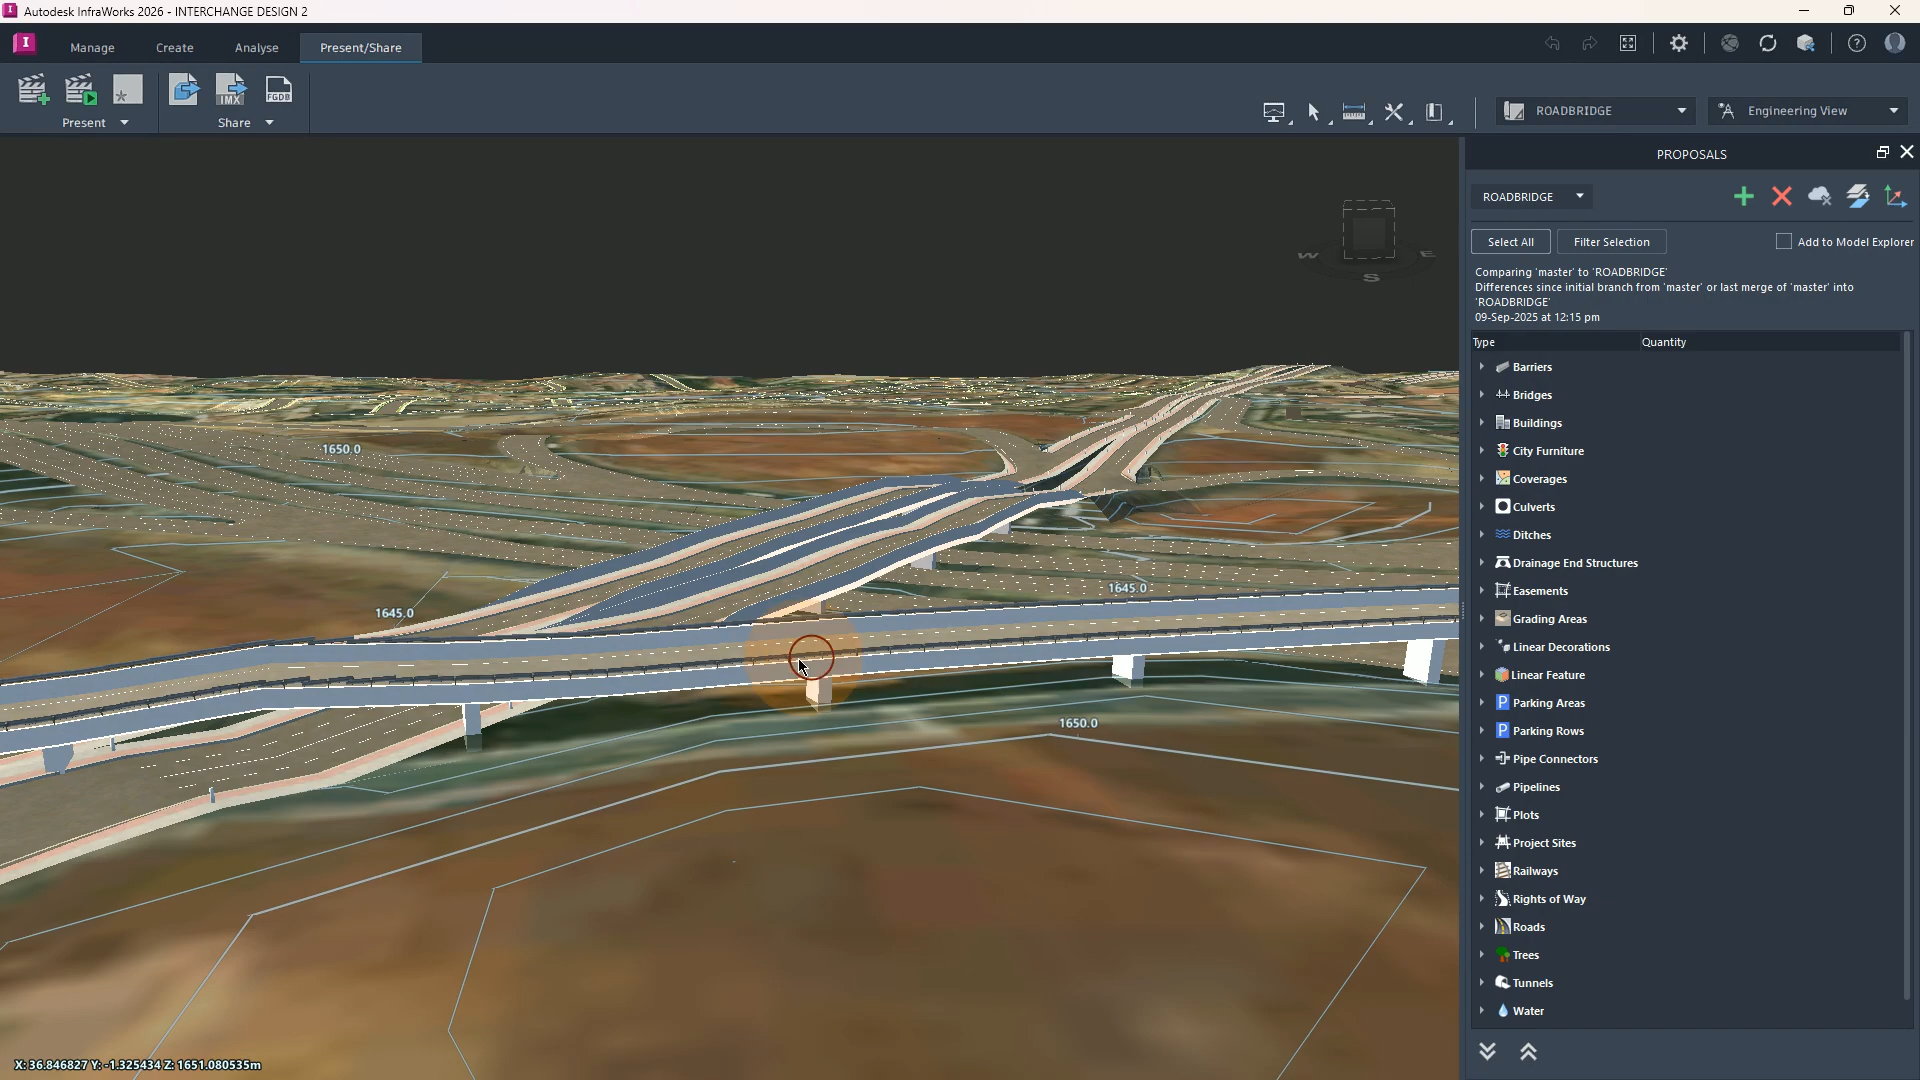 Autodesk InfraWorks 2026 - INTERCHANGE DESIGN 2
I
Manage
Create
Analyse
Present/Share
IMX
FGDB
Present
Share
ROADBRIDGE
Engineering View
PROPOSALS
ROADBRIDGE
Select All
Filter Selection
Add to Model Explorer
Comparing 'master' to 'ROADBRIDGE'
Differences since initial branch from 'master' or last merge of 'master' into
'ROADBRIDGE'
09-Sep-2025 at 12:15 pm
Type Quantity
Barriers
Bridges
Buildings
City Furniture
Coverages
Culverts
Ditches
Drainage End Structures
Easements
Grading Areas
Linear Decorations
Linear Feature
Parking Areas
Parking Rows
Pipe Connectors
Pipelines
Plots
Project Sites
Railways
Rights of Way
Roads
Trees
Tunnels
Water
W E
S
1650.0
1645.0
1645.0
1650.0
X: 36.846827 Y: -1.325434 Z: 1651.080535m